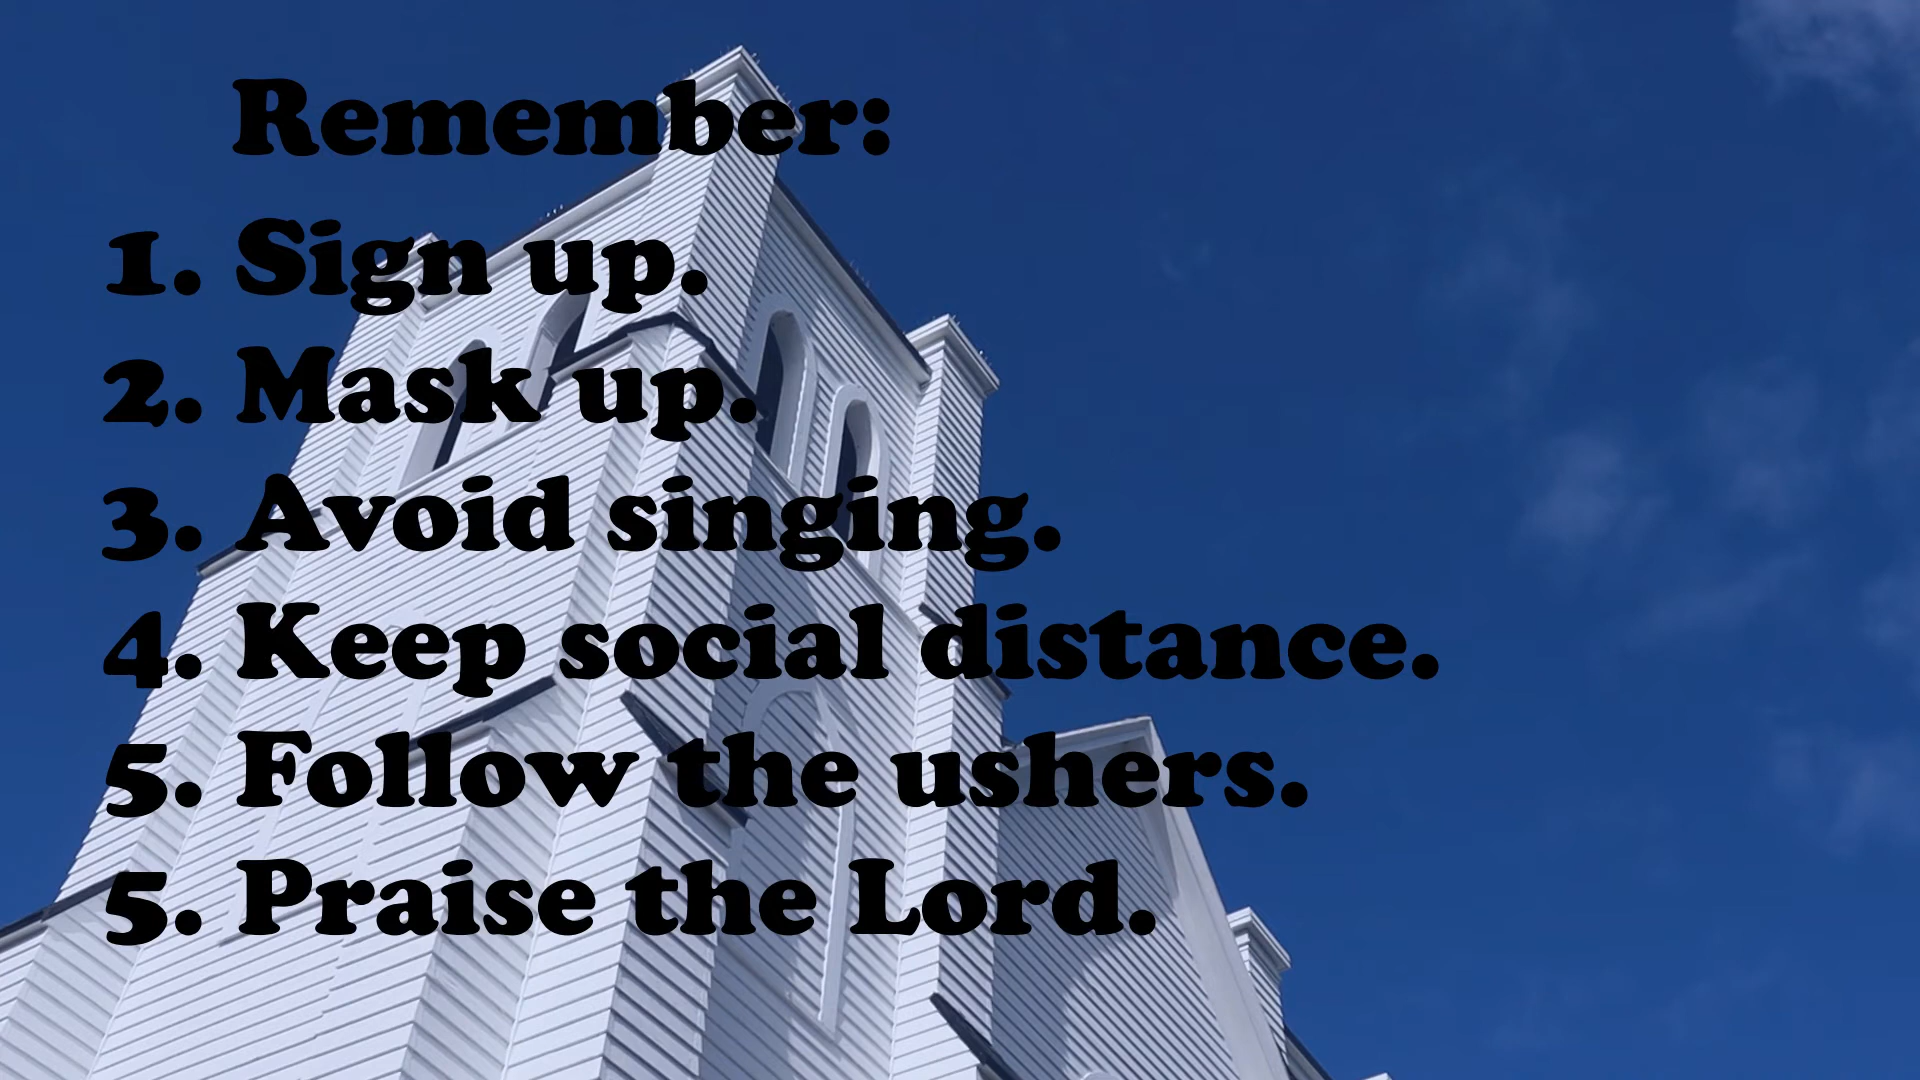 Remember:
1. Sign up.
2. Mask up.
3. Avoid singing.
4. Keep social distance.
5. Follow the ushers.
5. Praise the Lord.